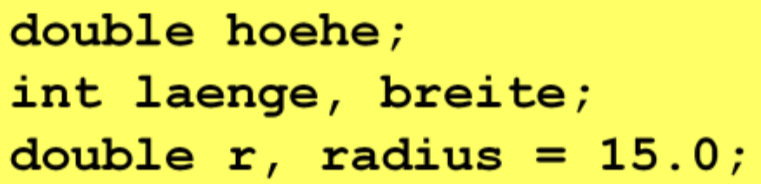 double hoehe;
int laenge, breite;
double r, radius = 15.0;